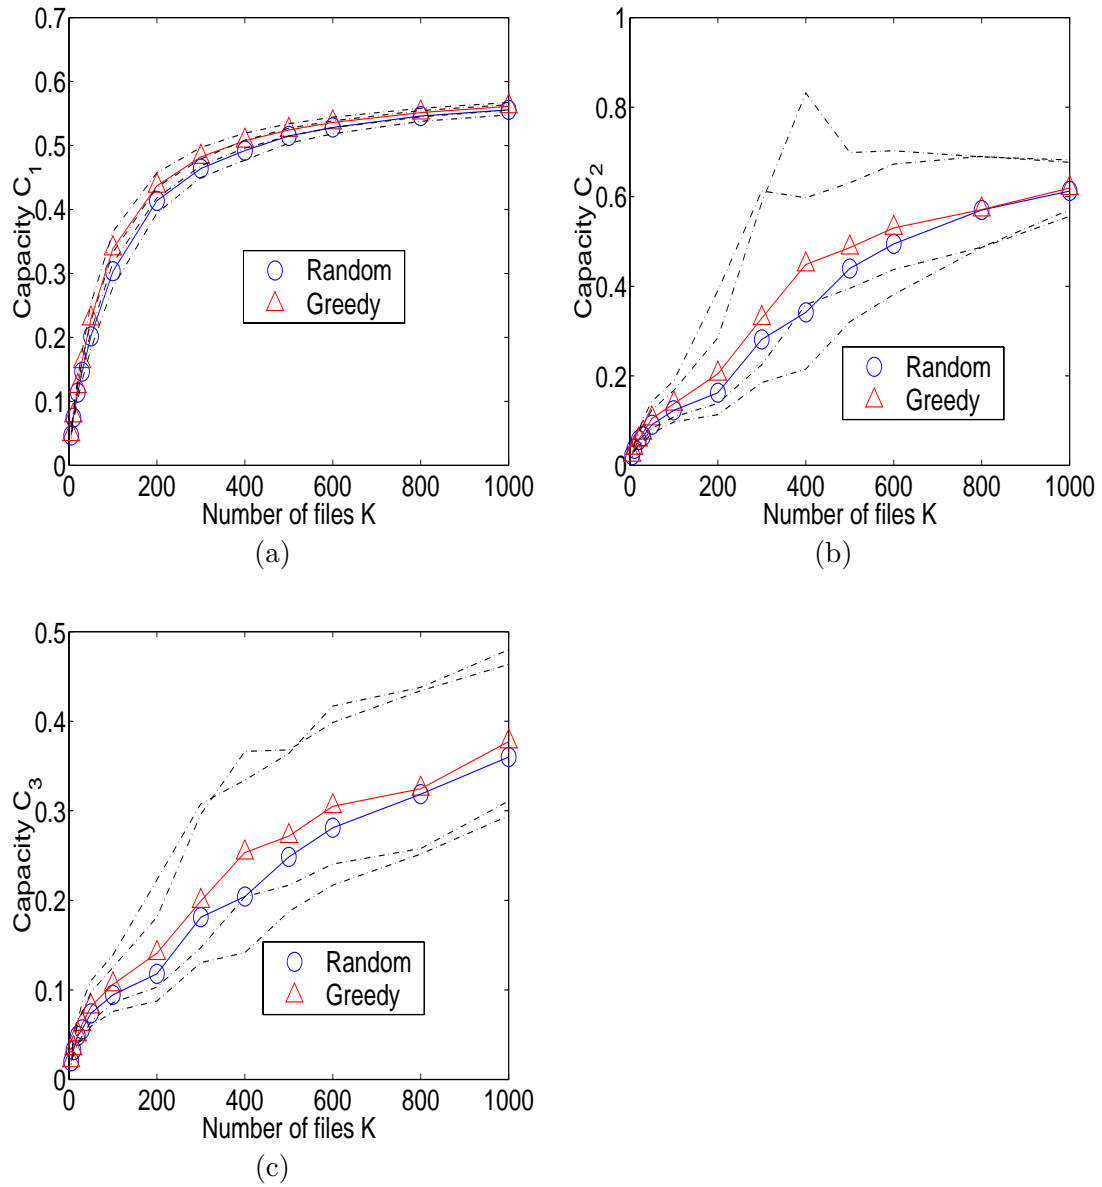 0.7
0.6
0.5
0.4
0.3
0.2
0.1
0
Capacity C1
Random
Greedy
0 200 400 600 800 1000
Number of files K
(a)
1
0.8
0.6
0.4
0.2
0
Capacity C2
Random
Greedy
0 200 400 600 800 1000
Number of files K
(b)
0.5
0.4
0.3
0.2
0.1
0
Capacity C3
Random
Greedy
0 200 400 600 800 1000
Number of files K
(c)